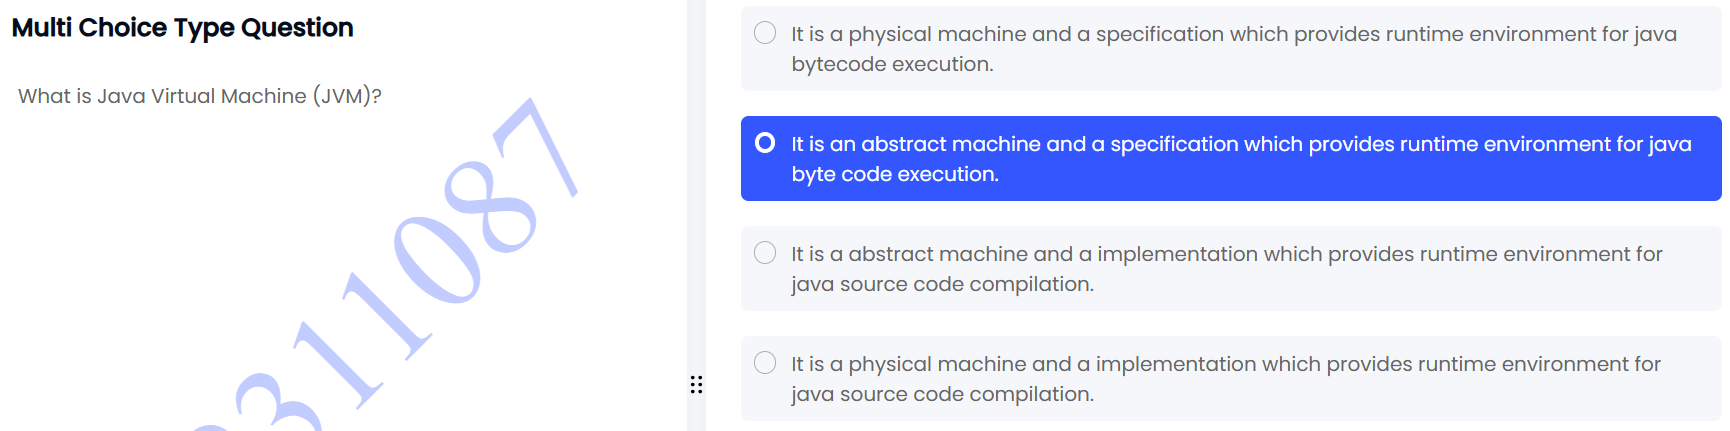 Multi Choice Type Question
What is Java Virtual Machine (JVM)?
311087
It is a physical machine and a specification which provides runtime environment for java
bytecode execution.
It is an abstract machine and a specification which provides runtime environment for java
byte code execution.
It is a abstract machine and a implementation which provides runtime environment for
java source code compilation.
It is a physical machine and a implementation which provides runtime environment for
java source code compilation.